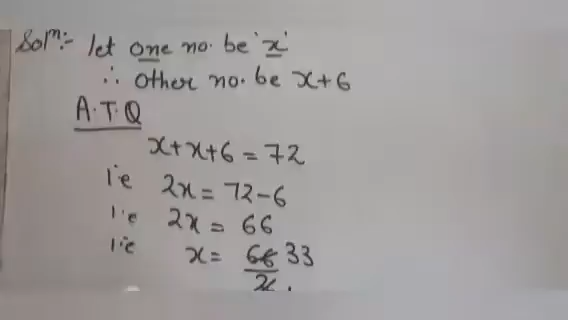 Solⁿ:- let one no. be 'x'
∴ Other no. be x+6
A.T.Q
x+x+6 = 72
i.e 2x = 72-6
i.e 2x = 66
i.e x = 66/2 33